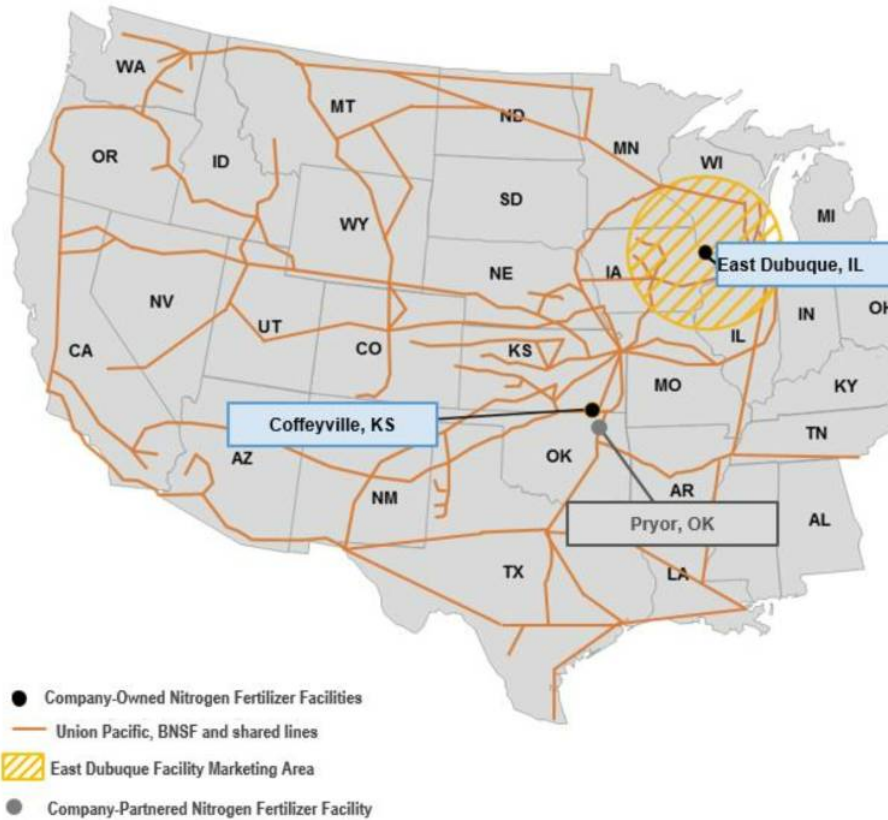 WA
MT
ND
MN
OR
ID
WI
SD
MI
WY
East Dubuque, IL
NE
IA
NV
IN
OH
UT
IL
CA
CO
KS
MO
KY
Coffeyville, KS
TN
AZ
OK
NM
AR
Pryor, OK
AL
TX
LA
Company-Owned Nitrogen Fertilizer Facilities
Union Pacific, BNSF and shared lines
East Dubuque Facility Marketing Area
Company-Partnered Nitrogen Fertilizer Facility